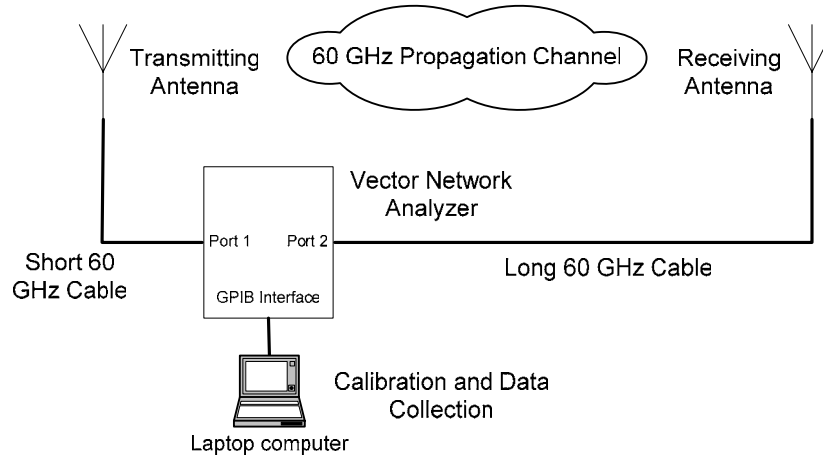 Transmitting
Antenna
60 GHz Propagation Channel
Receiving
Antenna
Vector Network
Analyzer
Port 1
Port 2
Short 60
GHz Cable
Long 60 GHz Cable
GPIB Interface
Calibration and Data
Collection
Laptop computer